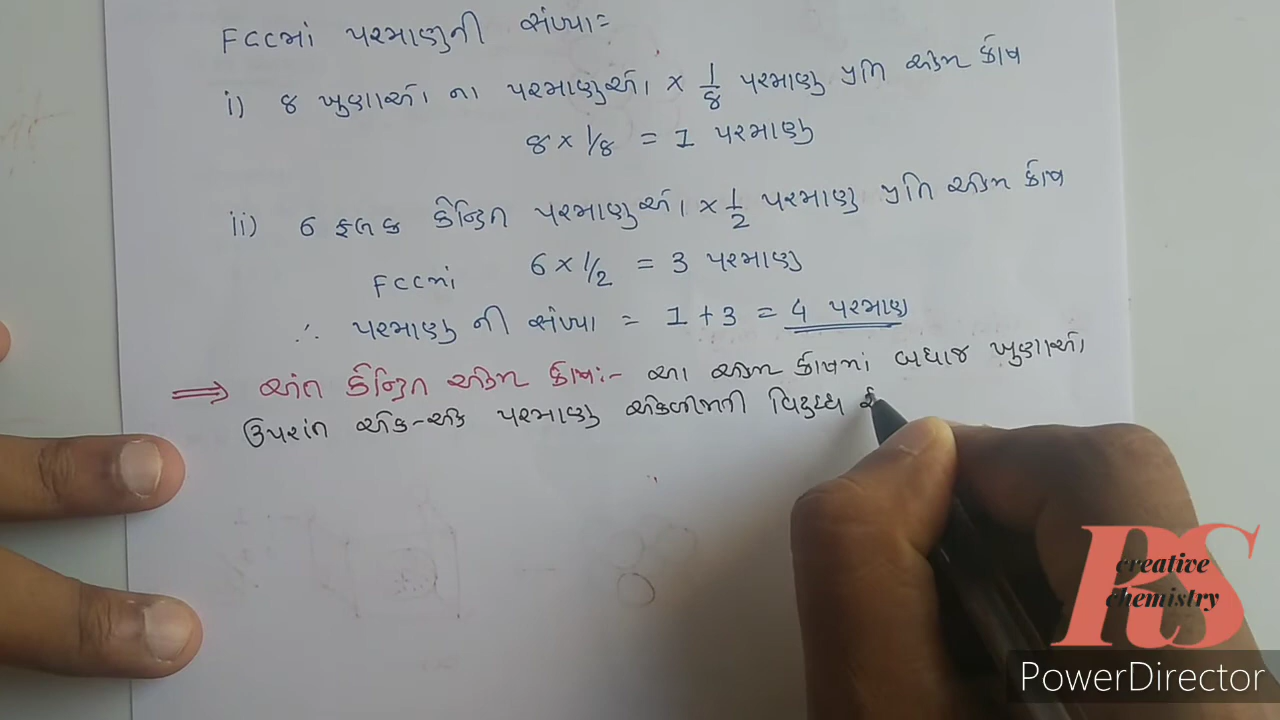 FCCમાં પરમાણુની સંખ્યા=
i) 8 ખુણાઓ ના પરમાણુઓ × 1/8 પરમાણુ પ્રતિ એકમ કોષ
8 × 1/8 = 1 પરમાણુ
ii) 6 ફલક કેન્દ્રિત પરમાણુઓ × 1/2 પરમાણુ પ્રતિ એકમ કોષ
6 × 1/2 = 3 પરમાણુ
FCCમાં
∴ પરમાણુ ની સંખ્યા = 1 + 3 = 4 પરમાણુ
⇒ અંત કેન્દ્રિત એકમ કોષ:- આ એકમ કોષમાં બધાજ ખુણાઓ
ઉપરાંત એક-એક પરમાણુ એકબીજાની વિરુધ્ધ
RS
creative
chemistry
PowerDirector